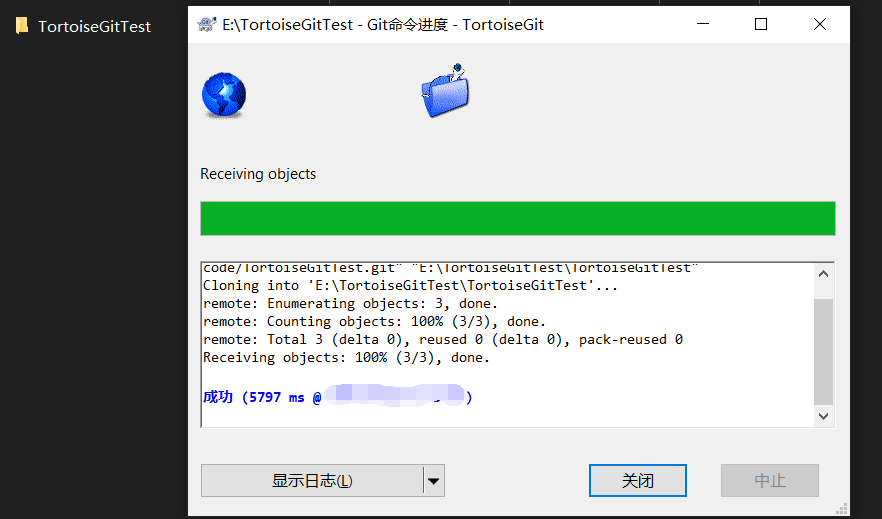 TortoiseGitTest
E:\TortoiseGitTest - Git命令进度 - TortoiseGit
Receiving objects
code/TortoiseGitTest.git" "E:\TortoiseGitTest\TortoiseGitTest"
Cloning into 'E:\TortoiseGitTest\TortoiseGitTest'...
remote: Enumerating objects: 3, done.
remote: Counting objects: 100% (3/3), done.
remote: Total 3 (delta 0), reused 0 (delta 0), pack-reused 0
Receiving objects: 100% (3/3), done.
成功 (5797 ms @ )
显示日志(L)
关闭
中止